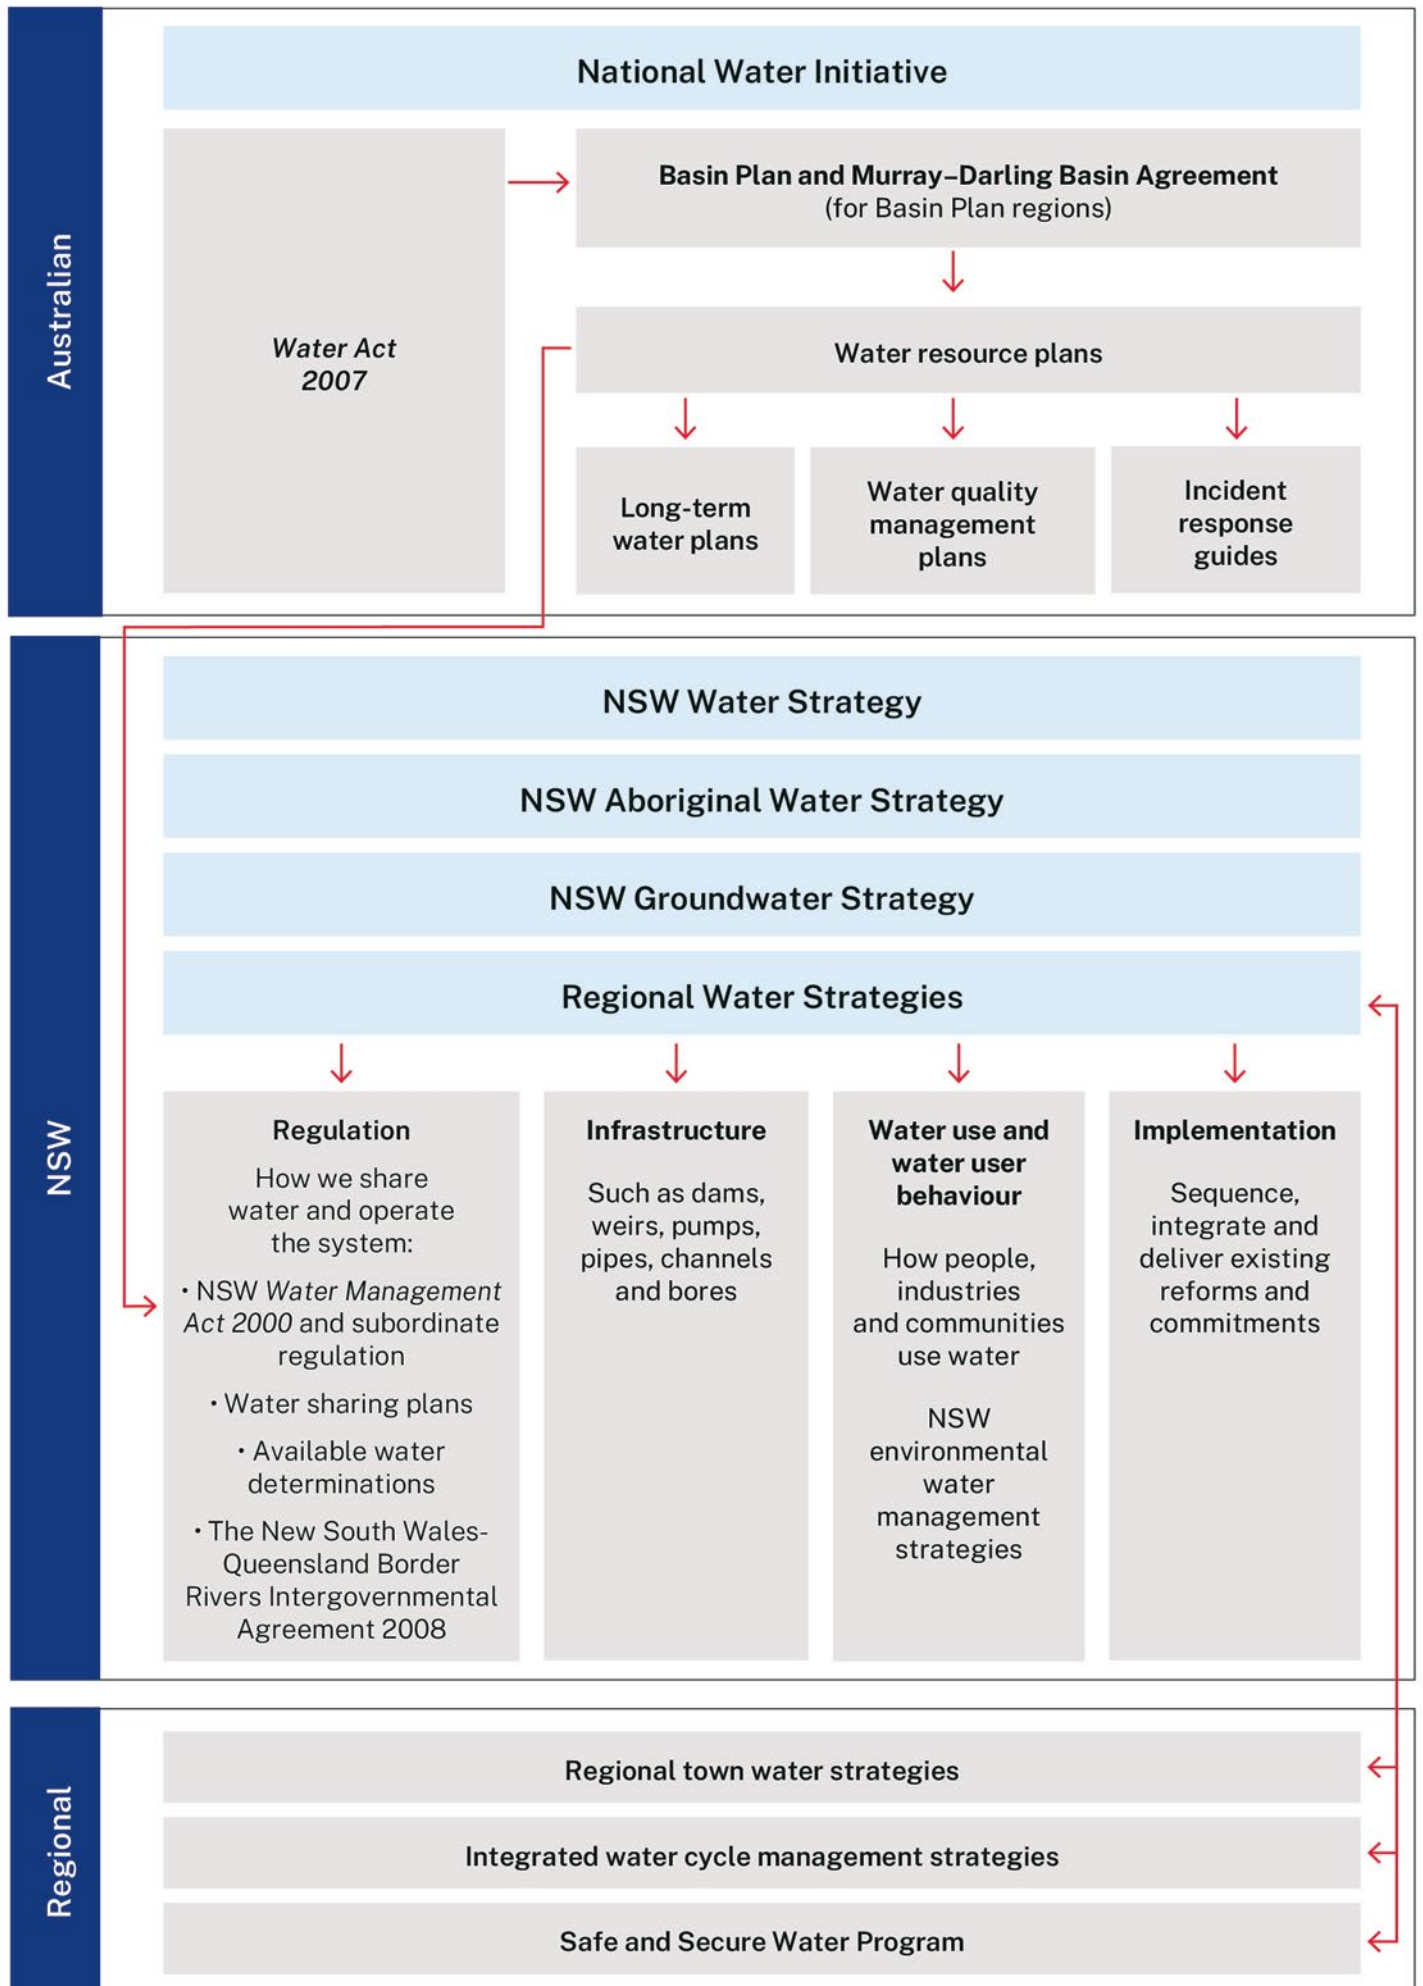 Australian
National Water Initiative
Water Act
2007
Basin Plan and Murray–Darling Basin Agreement
(for Basin Plan regions)
Water resource plans
Long-term
water plans
Water quality
management
plans
Incident
response
guides
NSW
NSW Water Strategy
NSW Aboriginal Water Strategy
NSW Groundwater Strategy
Regional Water Strategies
Regulation
How we share
water and operate
the system:
• NSW Water Management
Act 2000 and subordinate
regulation
• Water sharing plans
• Available water
determinations
• The New South Wales-
Queensland Border
Rivers Intergovernmental
Agreement 2008
Infrastructure
Such as dams,
weirs, pumps,
pipes, channels
and bores
Water use and
water user
behaviour
How people,
industries
and communities
use water
NSW
environmental
water
management
strategies
Implementation
Sequence,
integrate and
deliver existing
reforms and
commitments
Regional
Regional town water strategies
Integrated water cycle management strategies
Safe and Secure Water Program